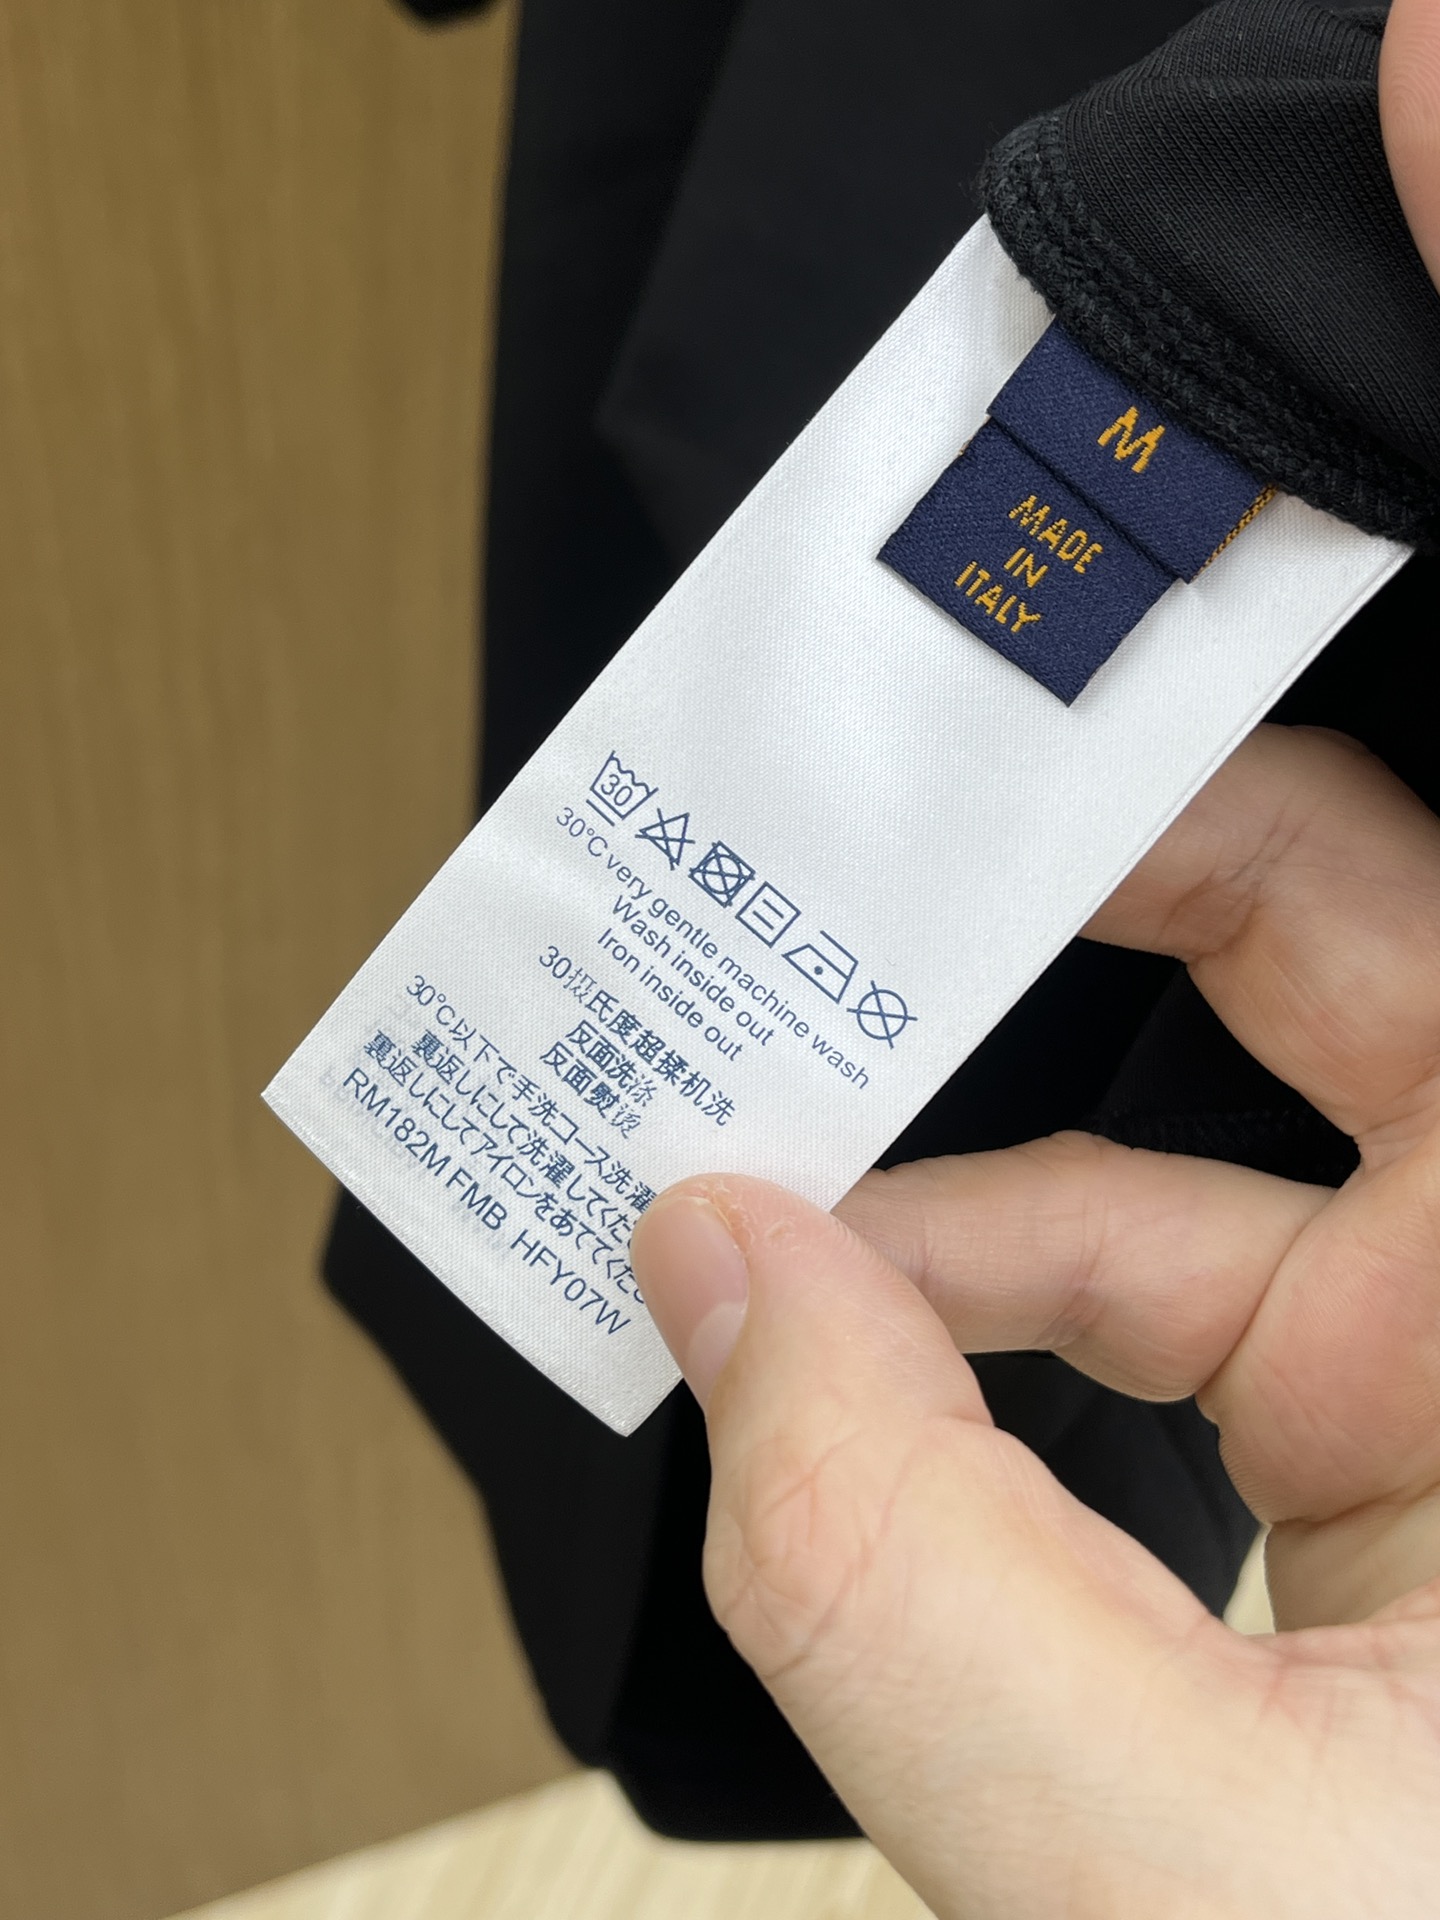 M
MADE
IN
ITALY
30
30°C very gentle machine wash
Wash inside out
Iron inside out
30摄氏度超揉机洗
反面洗涤
反面熨烫
30°C以下で手洗コース洗濯
裏返しにして洗濯してくだ
裏返しにしてアイロンをあててくださ
RM182M FMB HFY07W